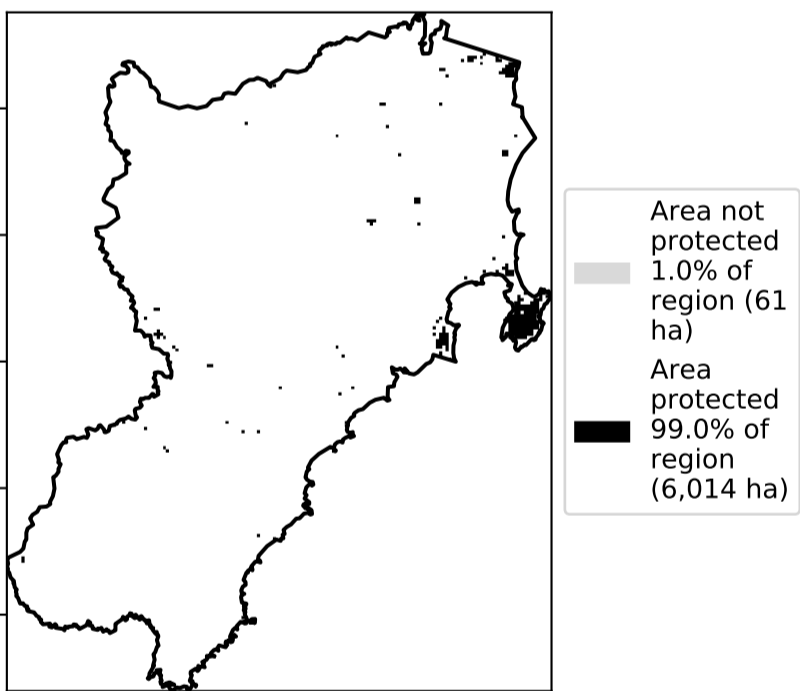 Area not
protected
1.0% of
region (61
ha)
Area
protected
99.0% of
region
(6,014 ha)